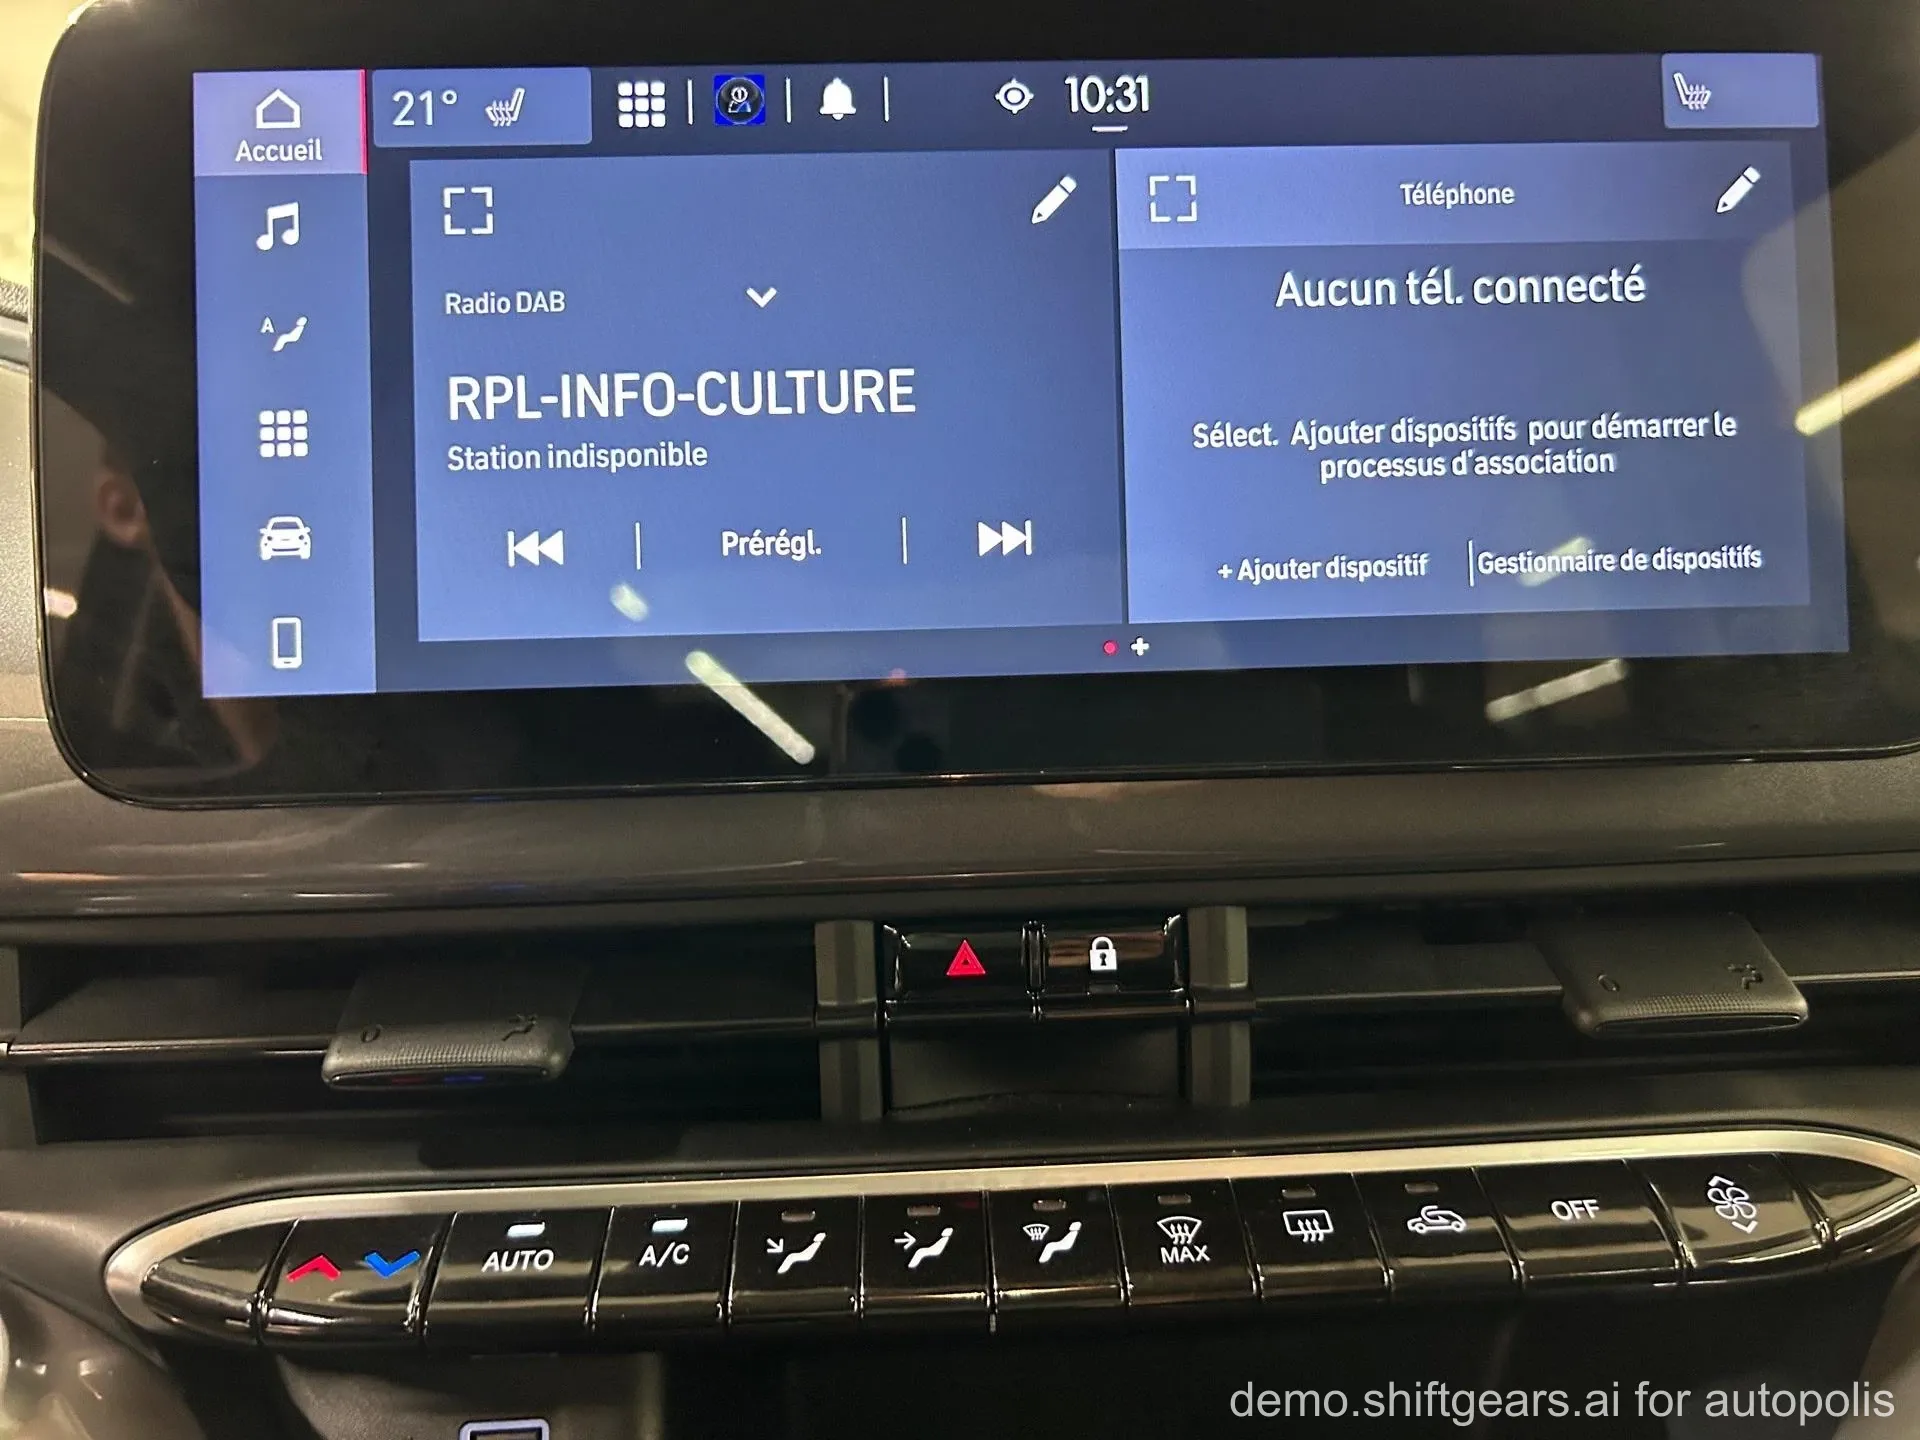 Accueil
21°
10:31
Radio DAB
RPL-INFO-CULTURE
Station indisponible
Prérégl.
Téléphone
Aucun tél. connecté
Sélect. Ajouter dispositifs pour démarrer le
processus d'association
+ Ajouter dispositif
Gestionnaire de dispositifs
A
AUTO
A/C
MAX
OFF
demo.shiftgears.ai for autopolis